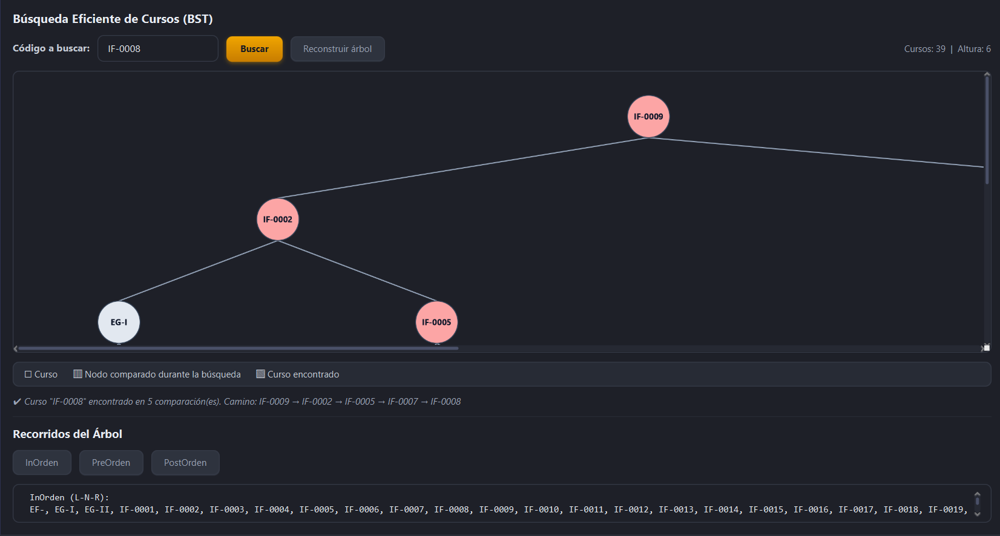 Búsqueda Eficiente de Cursos (BST)
Código a buscar: IF-0008 Buscar Reconstruir árbol Cursos: 39 | Altura: 6
IF-0009
IF-0002
EG-I IF-0005
☐ Curso ▥ Nodo comparado durante la búsqueda ▧ Curso encontrado
✔ Curso "IF-0008" encontrado en 5 comparación(es). Camino: IF-0009 → IF-0002 → IF-0005 → IF-0007 → IF-0008
Recorridos del Árbol
InOrden PreOrden PostOrden
InOrden (L-N-R):
EF-, EG-I, EG-II, IF-0001, IF-0002, IF-0003, IF-0004, IF-0005, IF-0006, IF-0007, IF-0008, IF-0009, IF-0010, IF-0011, IF-0012, IF-0013, IF-0014, IF-0015, IF-0016, IF-0017, IF-0018, IF-0019,